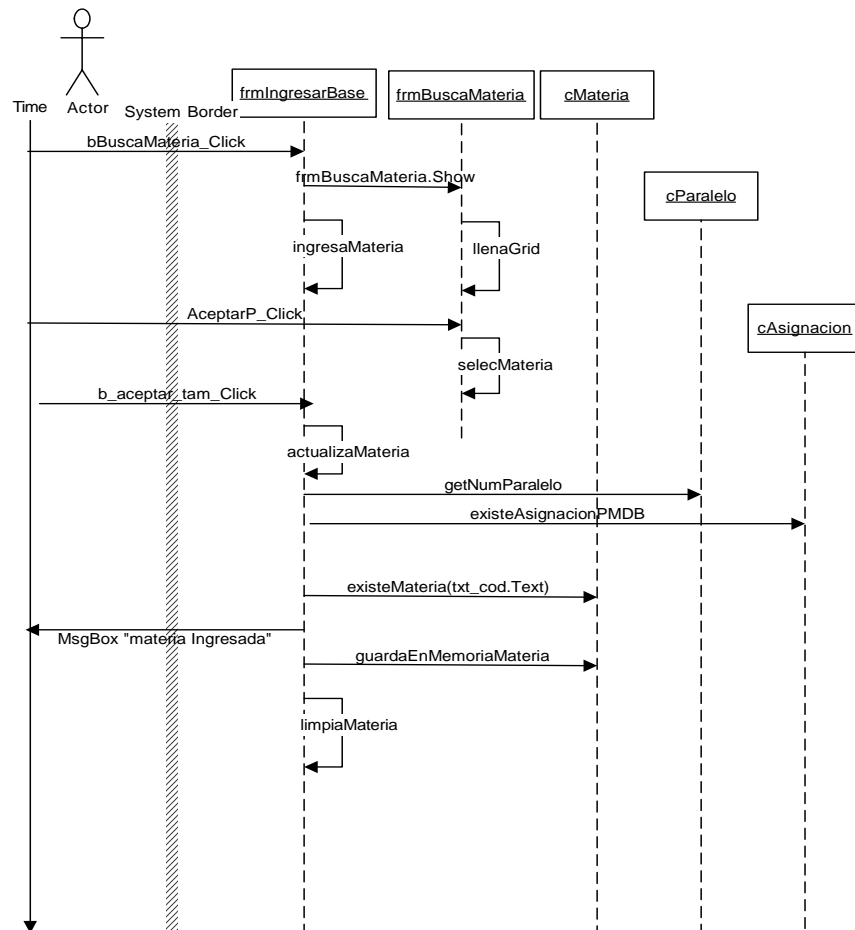 frmIngresarBase
frmBuscaMateria
cMateria
Time
Actor
System Border
bBuscaMateria_Click
frmBuscaMateria.Show
cParalelo
ingresaMateria
llenaGrid
AceptarP_Click
cAsignacion
selecMateria
b_aceptar_tam_Click
actualizaMateria
getNumParalelo
existeAsignacionPMDB
existeMateria(txt_cod.Text)
MsgBox "materia Ingresada"
guardaEnMemoriaMateria
limpiaMateria